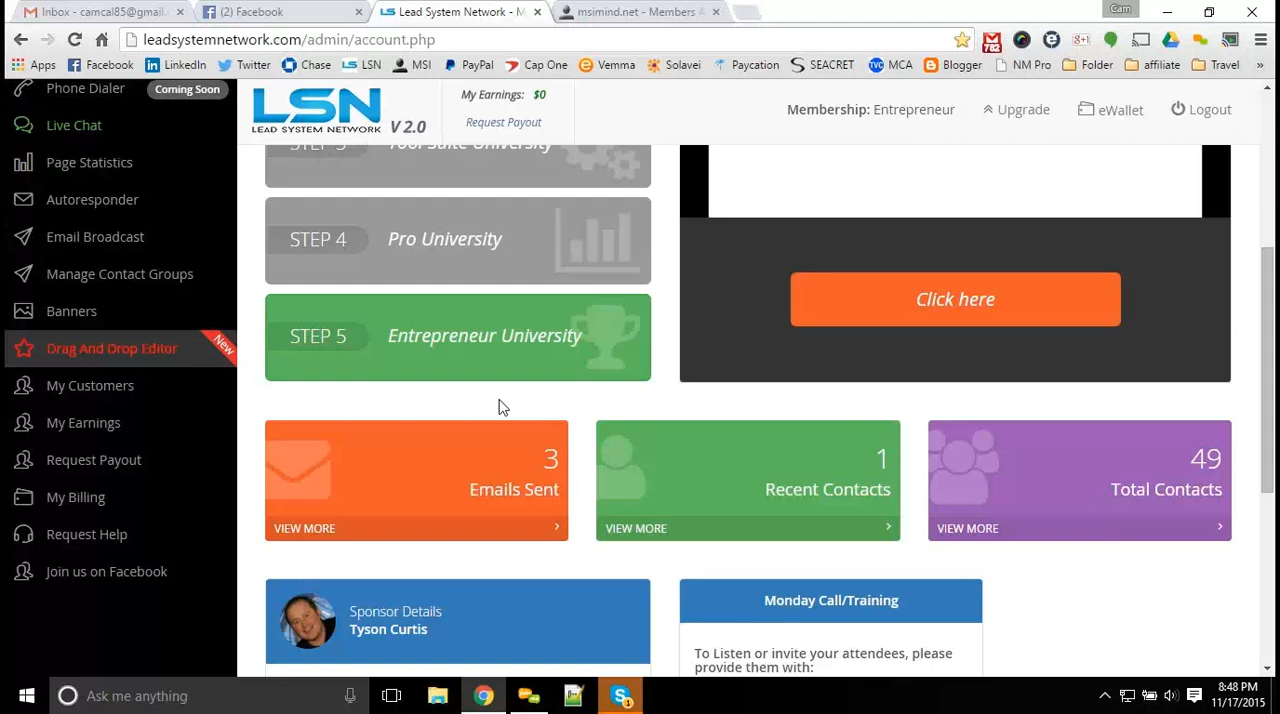 Inbox - camcal85@gmail.
(2) Facebook
Lead System Network - M
msimind.net - Members A
Cam
leadsystemnetwork.com/admin/account.php
782
Apps Facebook LinkedIn Twitter Chase LSN MSI PayPal Cap One Vemma Solavei Paycation SEACRET MCA Blogger NM Pro Folder affiliate Travel »
Phone Dialer
Coming Soon
Live Chat
Page Statistics
Autoresponder
Email Broadcast
Manage Contact Groups
Banners
Drag And Drop Editor
New
My Customers
My Earnings
Request Payout
My Billing
Request Help
Join us on Facebook
LSN
LEAD SYSTEM NETWORK
V 2.0
My Earnings: $0
Request Payout
Membership: Entrepreneur
Upgrade
eWallet
Logout
STEP 3 Tool Suite University
STEP 4 Pro University
STEP 5 Entrepreneur University
Click here
3
Emails Sent
VIEW MORE
1
Recent Contacts
VIEW MORE
49
Total Contacts
VIEW MORE
Sponsor Details
Tyson Curtis
Monday Call/Training
To Listen or invite your attendees, please
provide them with:
Ask me anything
8:48 PM
11/17/2015